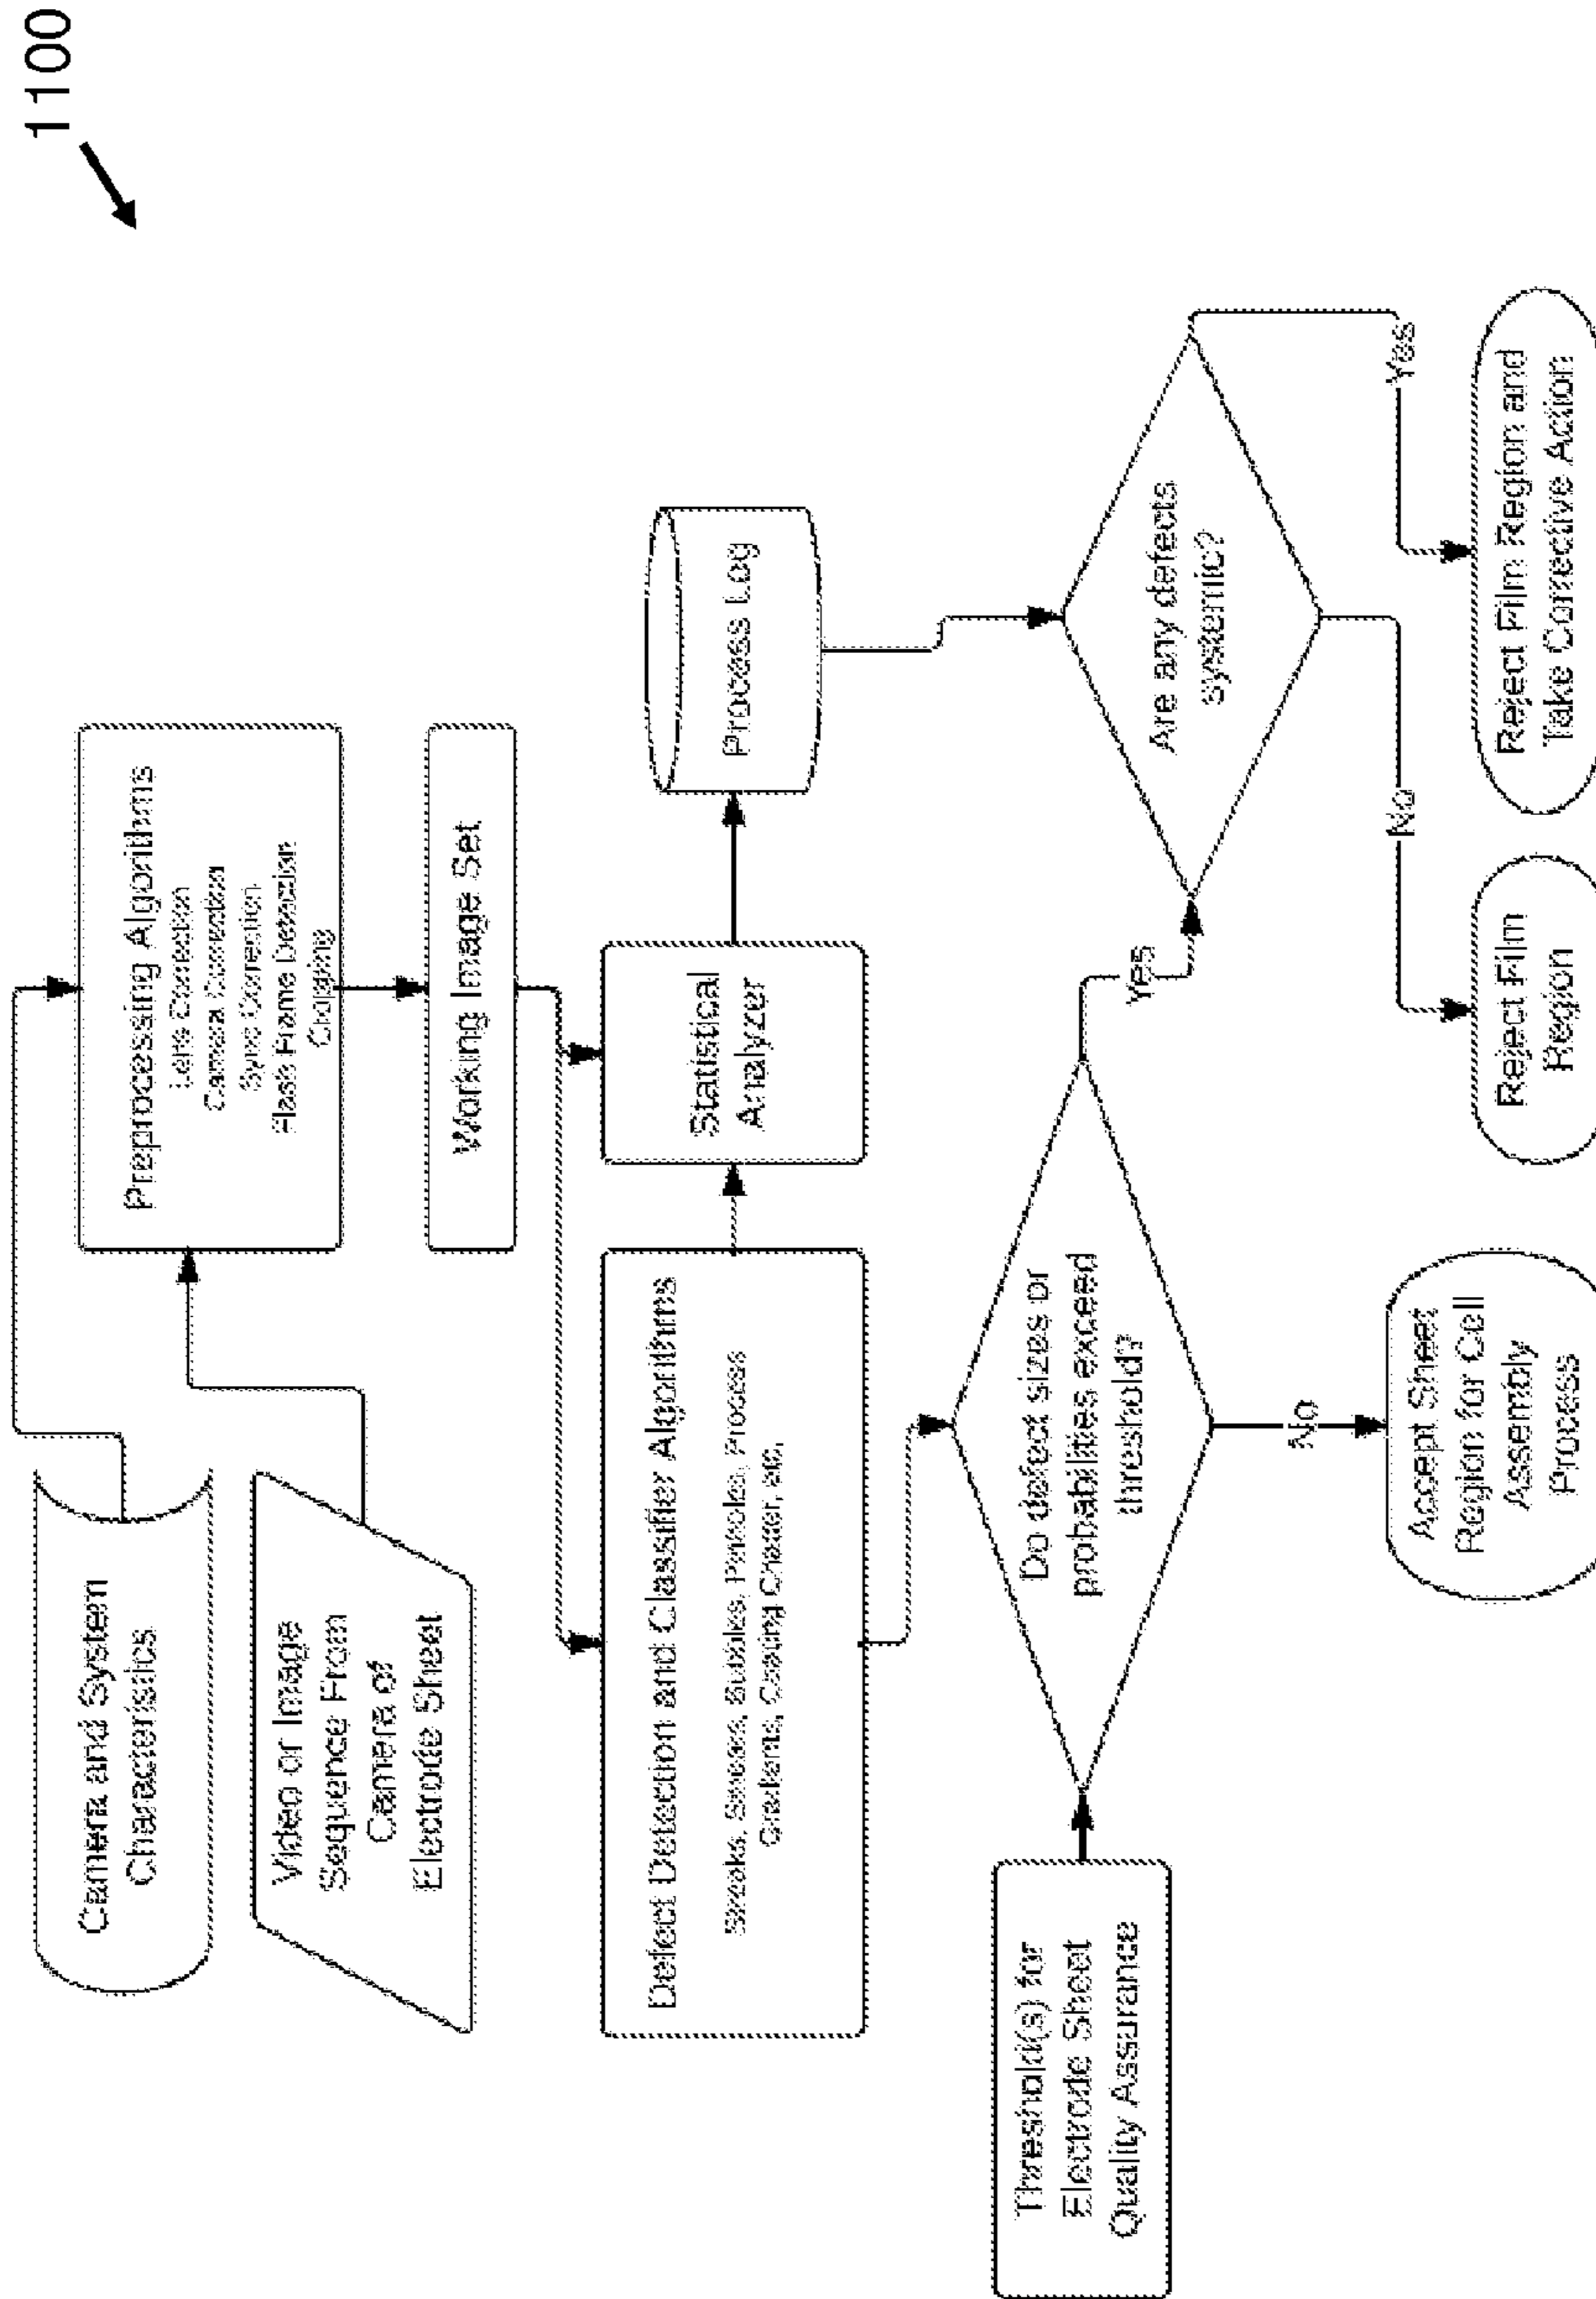 1100
Camera and System
Characteristics
Video or Image
Sequence From
Camera of
Electrode Sheet
Preprocessing Algorithms
Lens Correction
Camera Correction
Sync Correction
Flash Frame Detection
Cropping
Working Image Set
Defect Detection and Classifier Algorithms
Streaks, Smears, Bubbles, Pinholes, Process
Gradients, Coating Chatter, etc.
Statistical
Analyzer
Process Log
Threshold(s) for
Electrode Sheet
Quality Assurance
Do defect sizes or
probabilities exceed
threshold?
Yes
Are any defects
systemic?
No
No
Yes
Accept Sheet
Region for Cell
Assembly
Process
Reject Film
Region
Reject Film Region and
Take Corrective Action